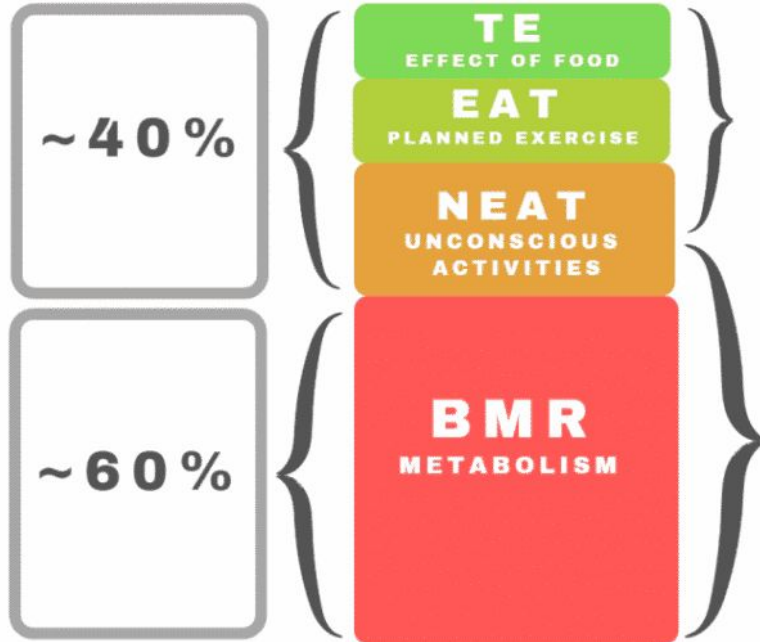 ~40%
TE
EFFECT OF FOOD
EAT
PLANNED EXERCISE
NEAT
UNCONSCIOUS
ACTIVITIES
~60%
BMR
METABOLISM